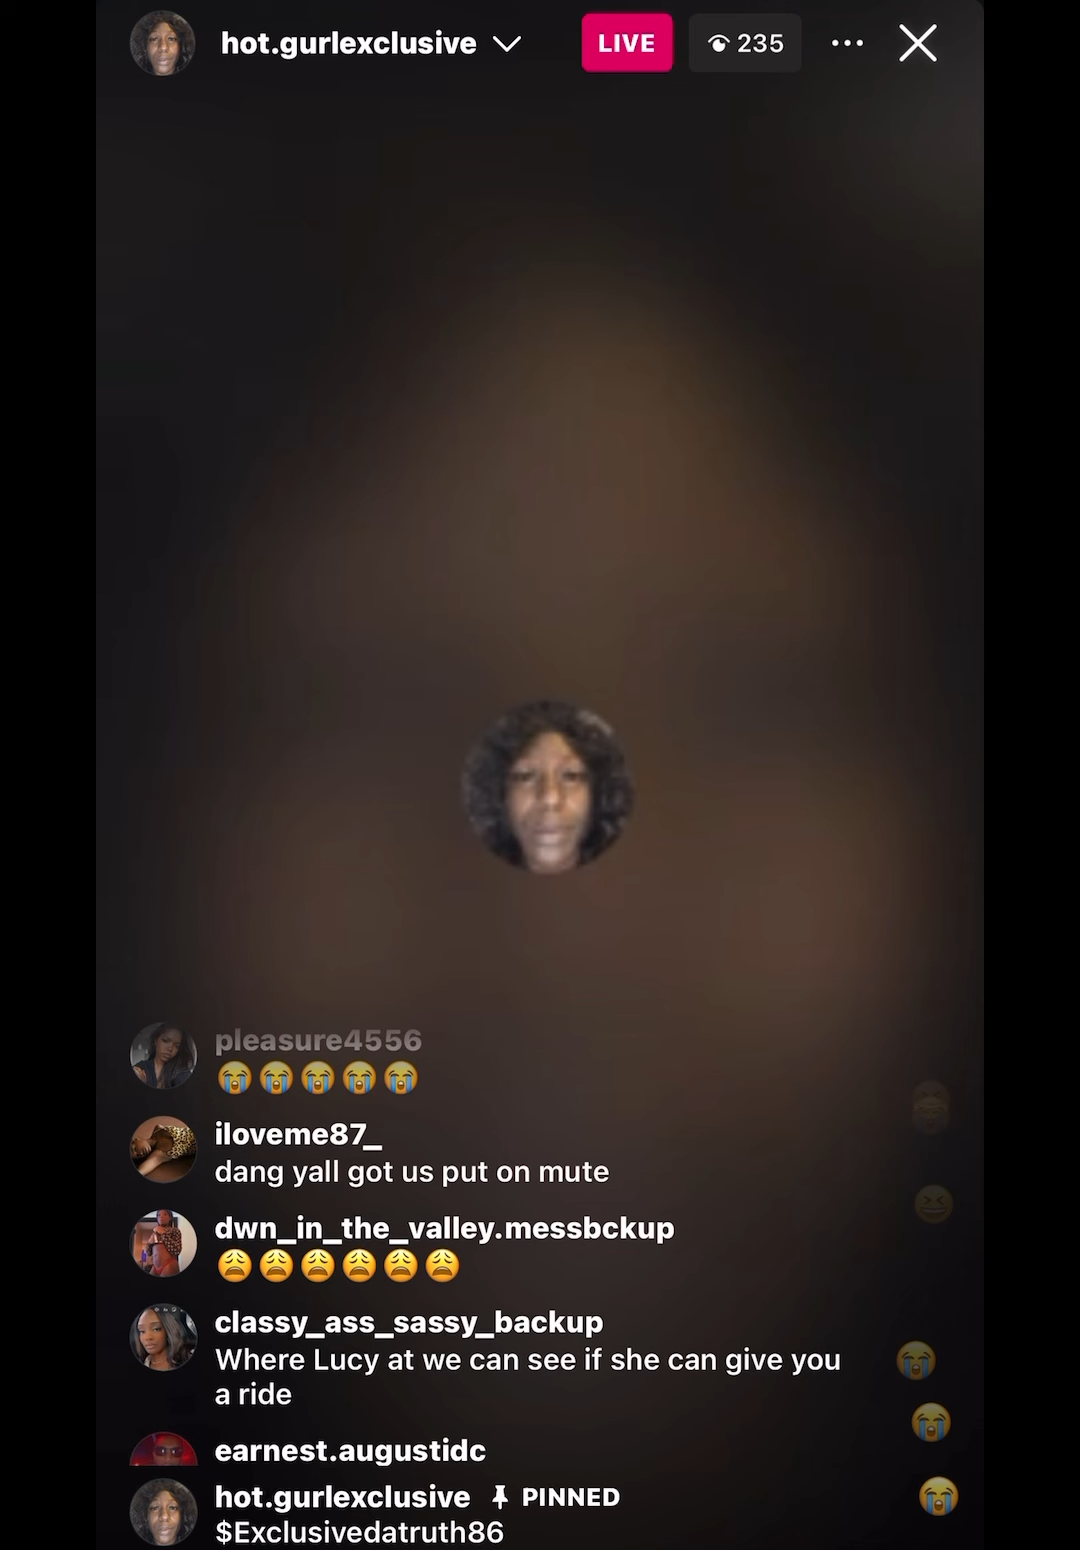 hot.gurlexclusive LIVE 235
pleasure4556
😭😭😭😭😭
iloveme87_
dang yall got us put on mute
dwn_in_the_valley.messbckup
😩😩😩😩😩😩
classy_ass_sassy_backup
Where Lucy at we can see if she can give you
a ride
earnest.augustidc
hot.gurlexclusive PINNED
$Exclusivedatruth86